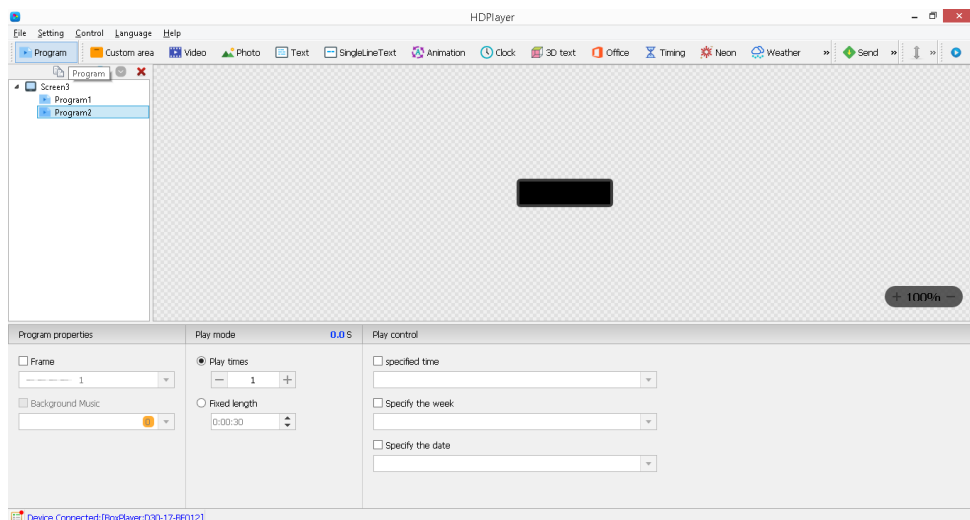 HDPlayer
File Setting Control Language Help
Program Custom area Video Photo Text SingleLineText Animation Clock 3D text Office Timing Neon Weather » Send » »
Program
Screen3
Program1
Program2
+ 100% −
Program properties Play mode 0.0 S Play control
Frame Play times specified time
1 1
Background Music Fixed length Specify the week
0 0:00:30
Specify the date
Device Connected:[BoxPlayer:D30-17-BF012]